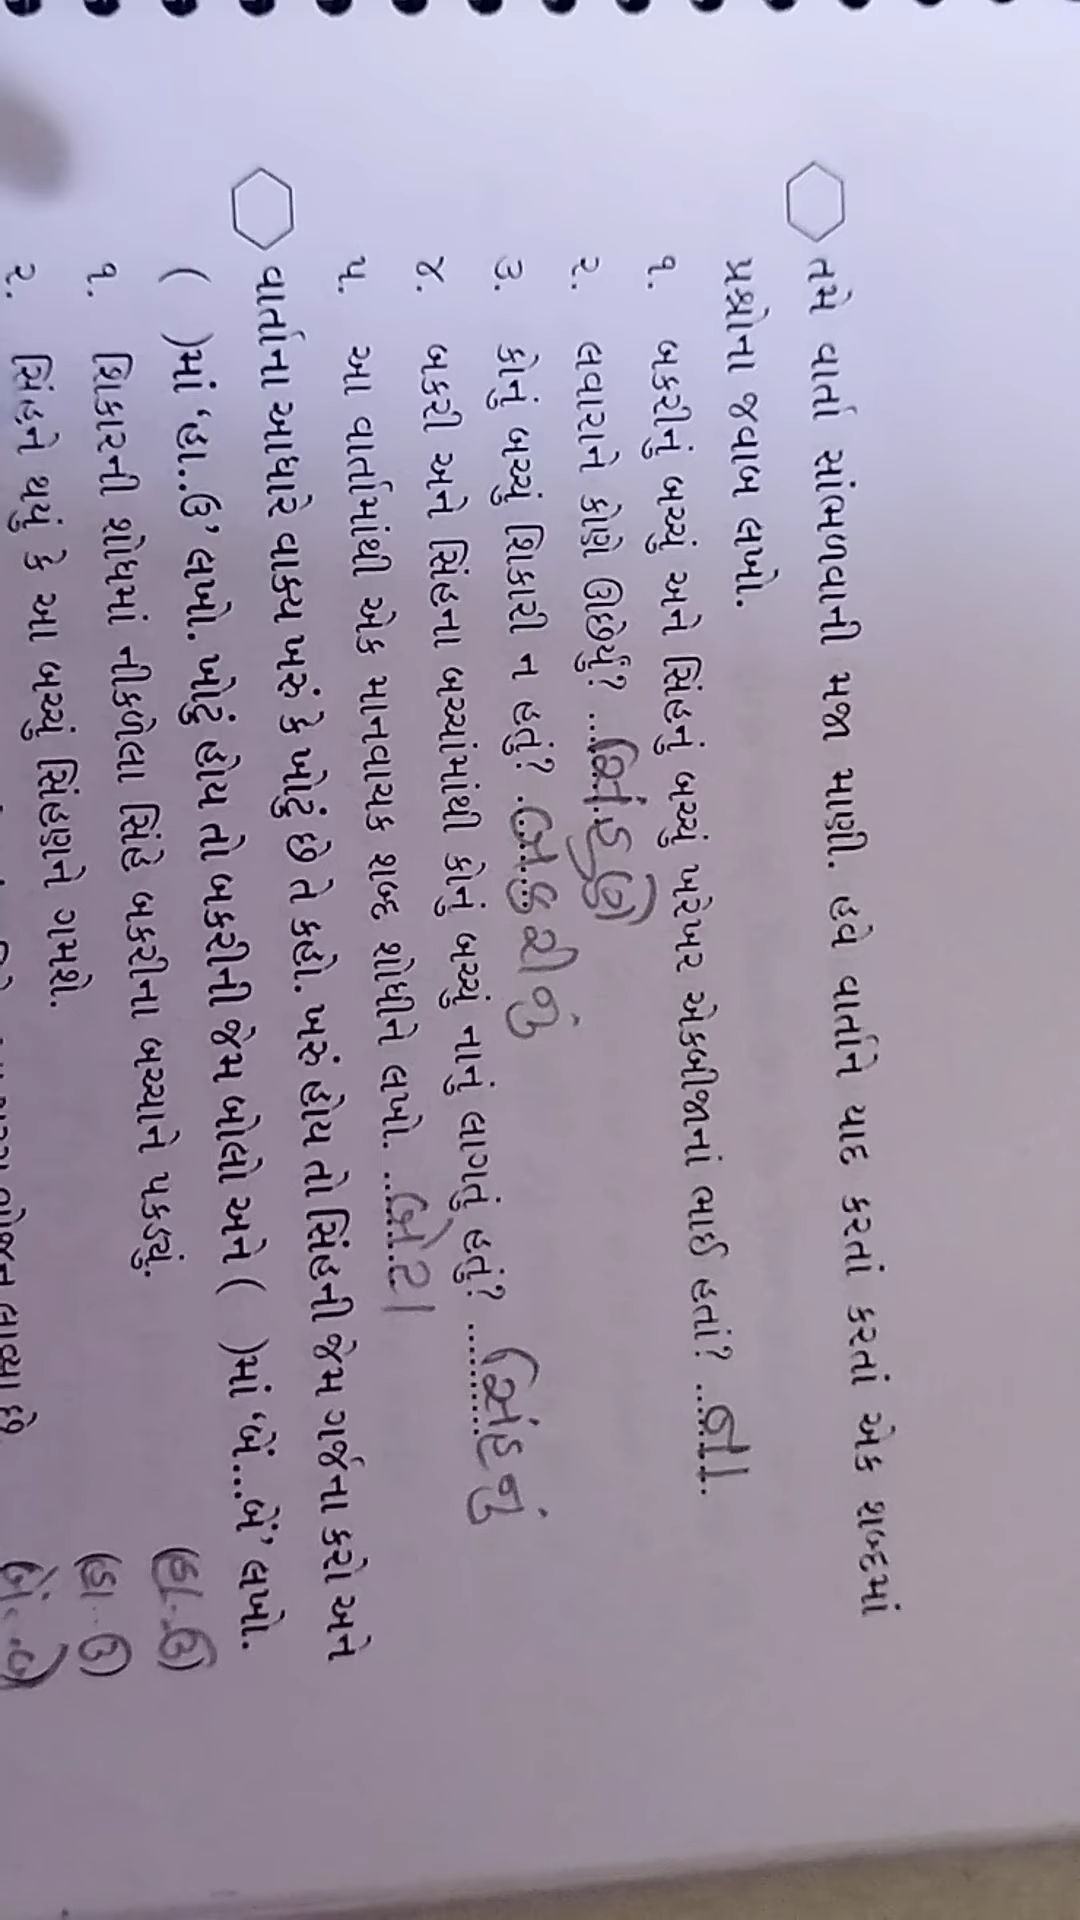 તમે વાર્તા સાંભળવાની મજા માણી. હવે વાર્તાને યાદ કરતાં કરતાં એક શબ્દમાં
પ્રશ્નોના જવાબ લખો.
૧. બકરીનું બચ્ચું અને સિંહનું બચ્ચું ખરેખર એકબીજાનાં ભાઈ હતાં? ...ના...
૨. લવારાને કોણે ઉછેર્યું? ...સિંહણે
૩. કોનું બચ્ચું શિકારી ન હતું? ...બકરીનું
૪. બકરી અને સિંહના બચ્ચાંમાંથી કોનું બચ્ચું નાનું લાગતું હતું? ...સિંહનું
૫. આ વાર્તામાંથી એક માનવાચક શબ્દ શોધીને લખો. ...બેટા
વાર્તાના આધારે વાક્ય ખરું કે ખોટું છે તે કહો. ખરું હોય તો સિંહની જેમ ગર્જના કરો અને
( )માં ‘હા..ઉ’ લખો. ખોટું હોય તો બકરીની જેમ બોલો અને ( )માં ‘બેં...બેં’ લખો.
૧. શિકારની શોધમાં નીકળેલા સિંહે બકરીના બચ્ચાને પકડ્યું. હા..ઉ
૨. સિંહને થયું કે આ બચ્ચું સિંહણને ગમશે. હા..ઉ